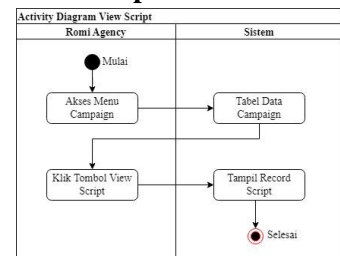 Activity Diagram View Script
Romi Agency
Sistem
Mulai
Akses Menu
Campaign
Tabel Data
Campaign
Klik Tombol View
Script
Tampil Record
Script
Selesai